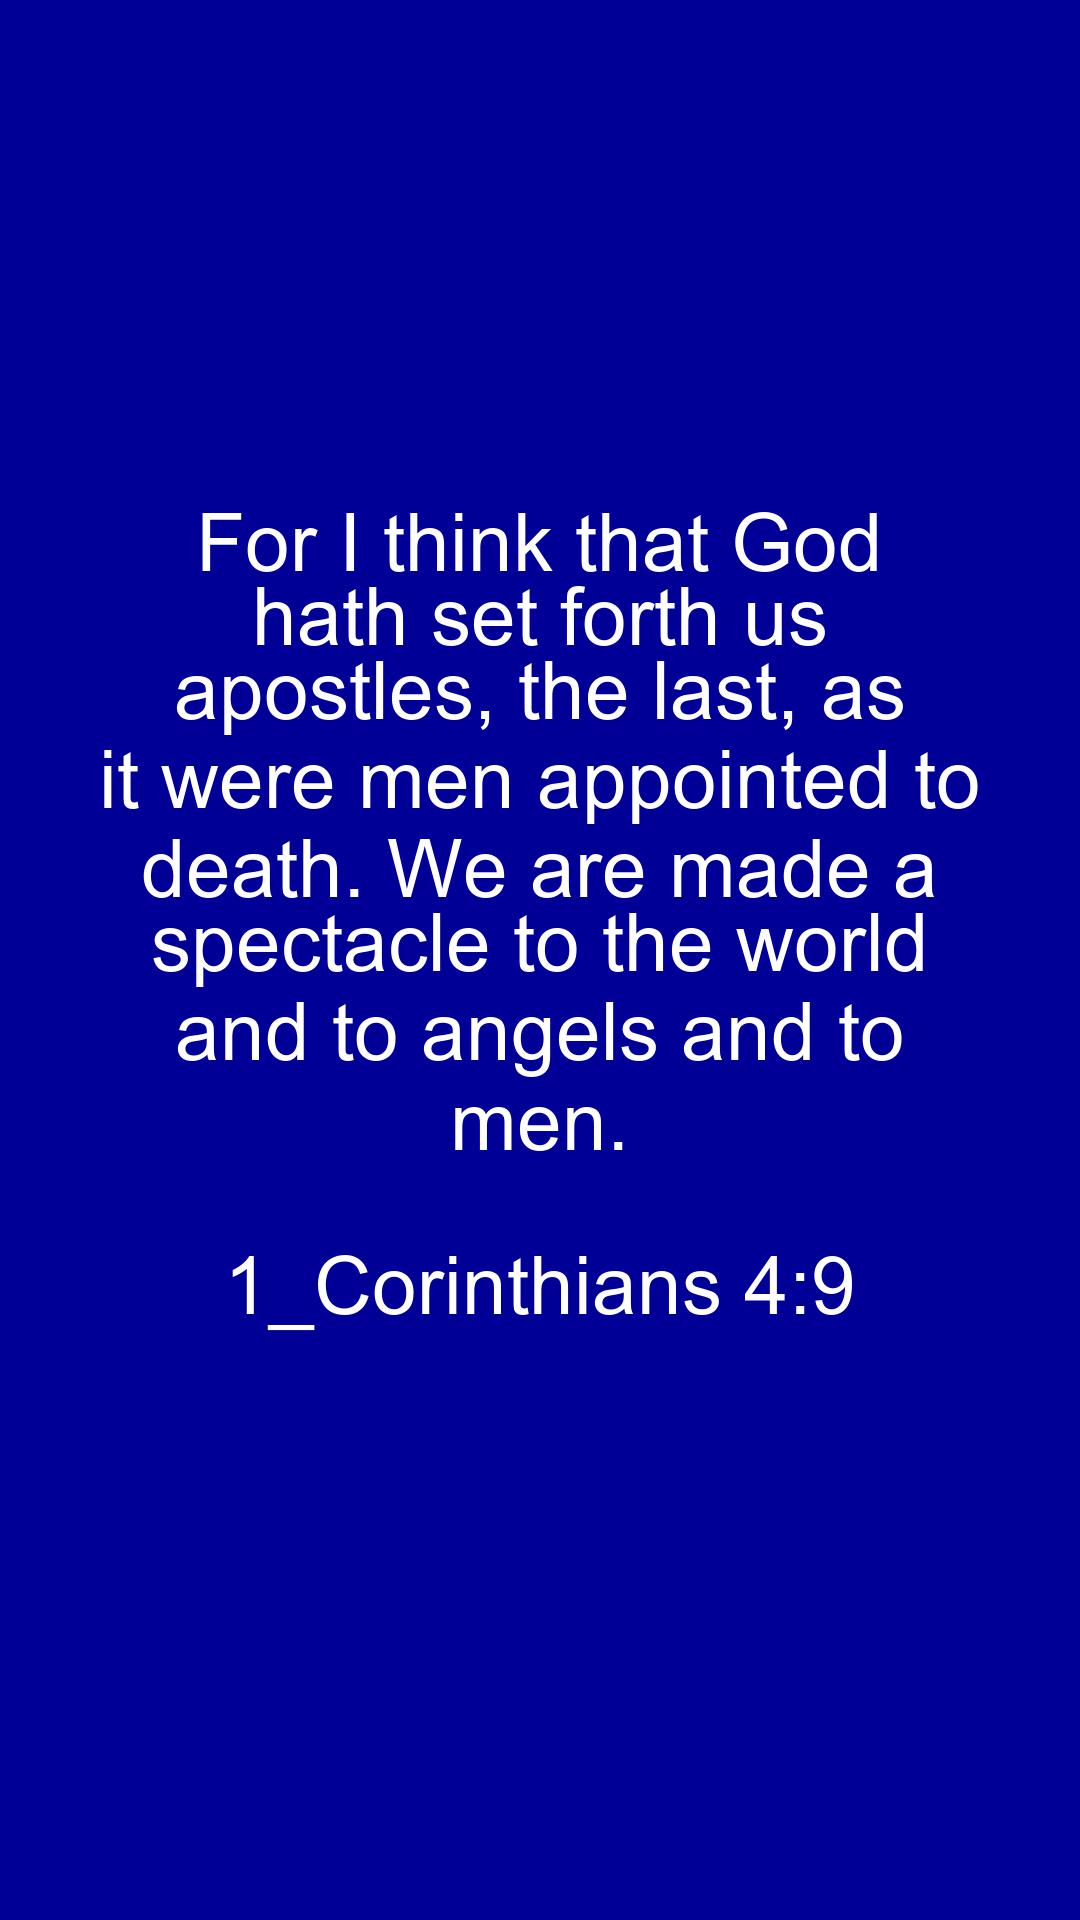 For I think that God
hath set forth us
apostles, the last, as
it were men appointed to
death. We are made a
spectacle to the world
and to angels and to
men.
1_Corinthians 4:9